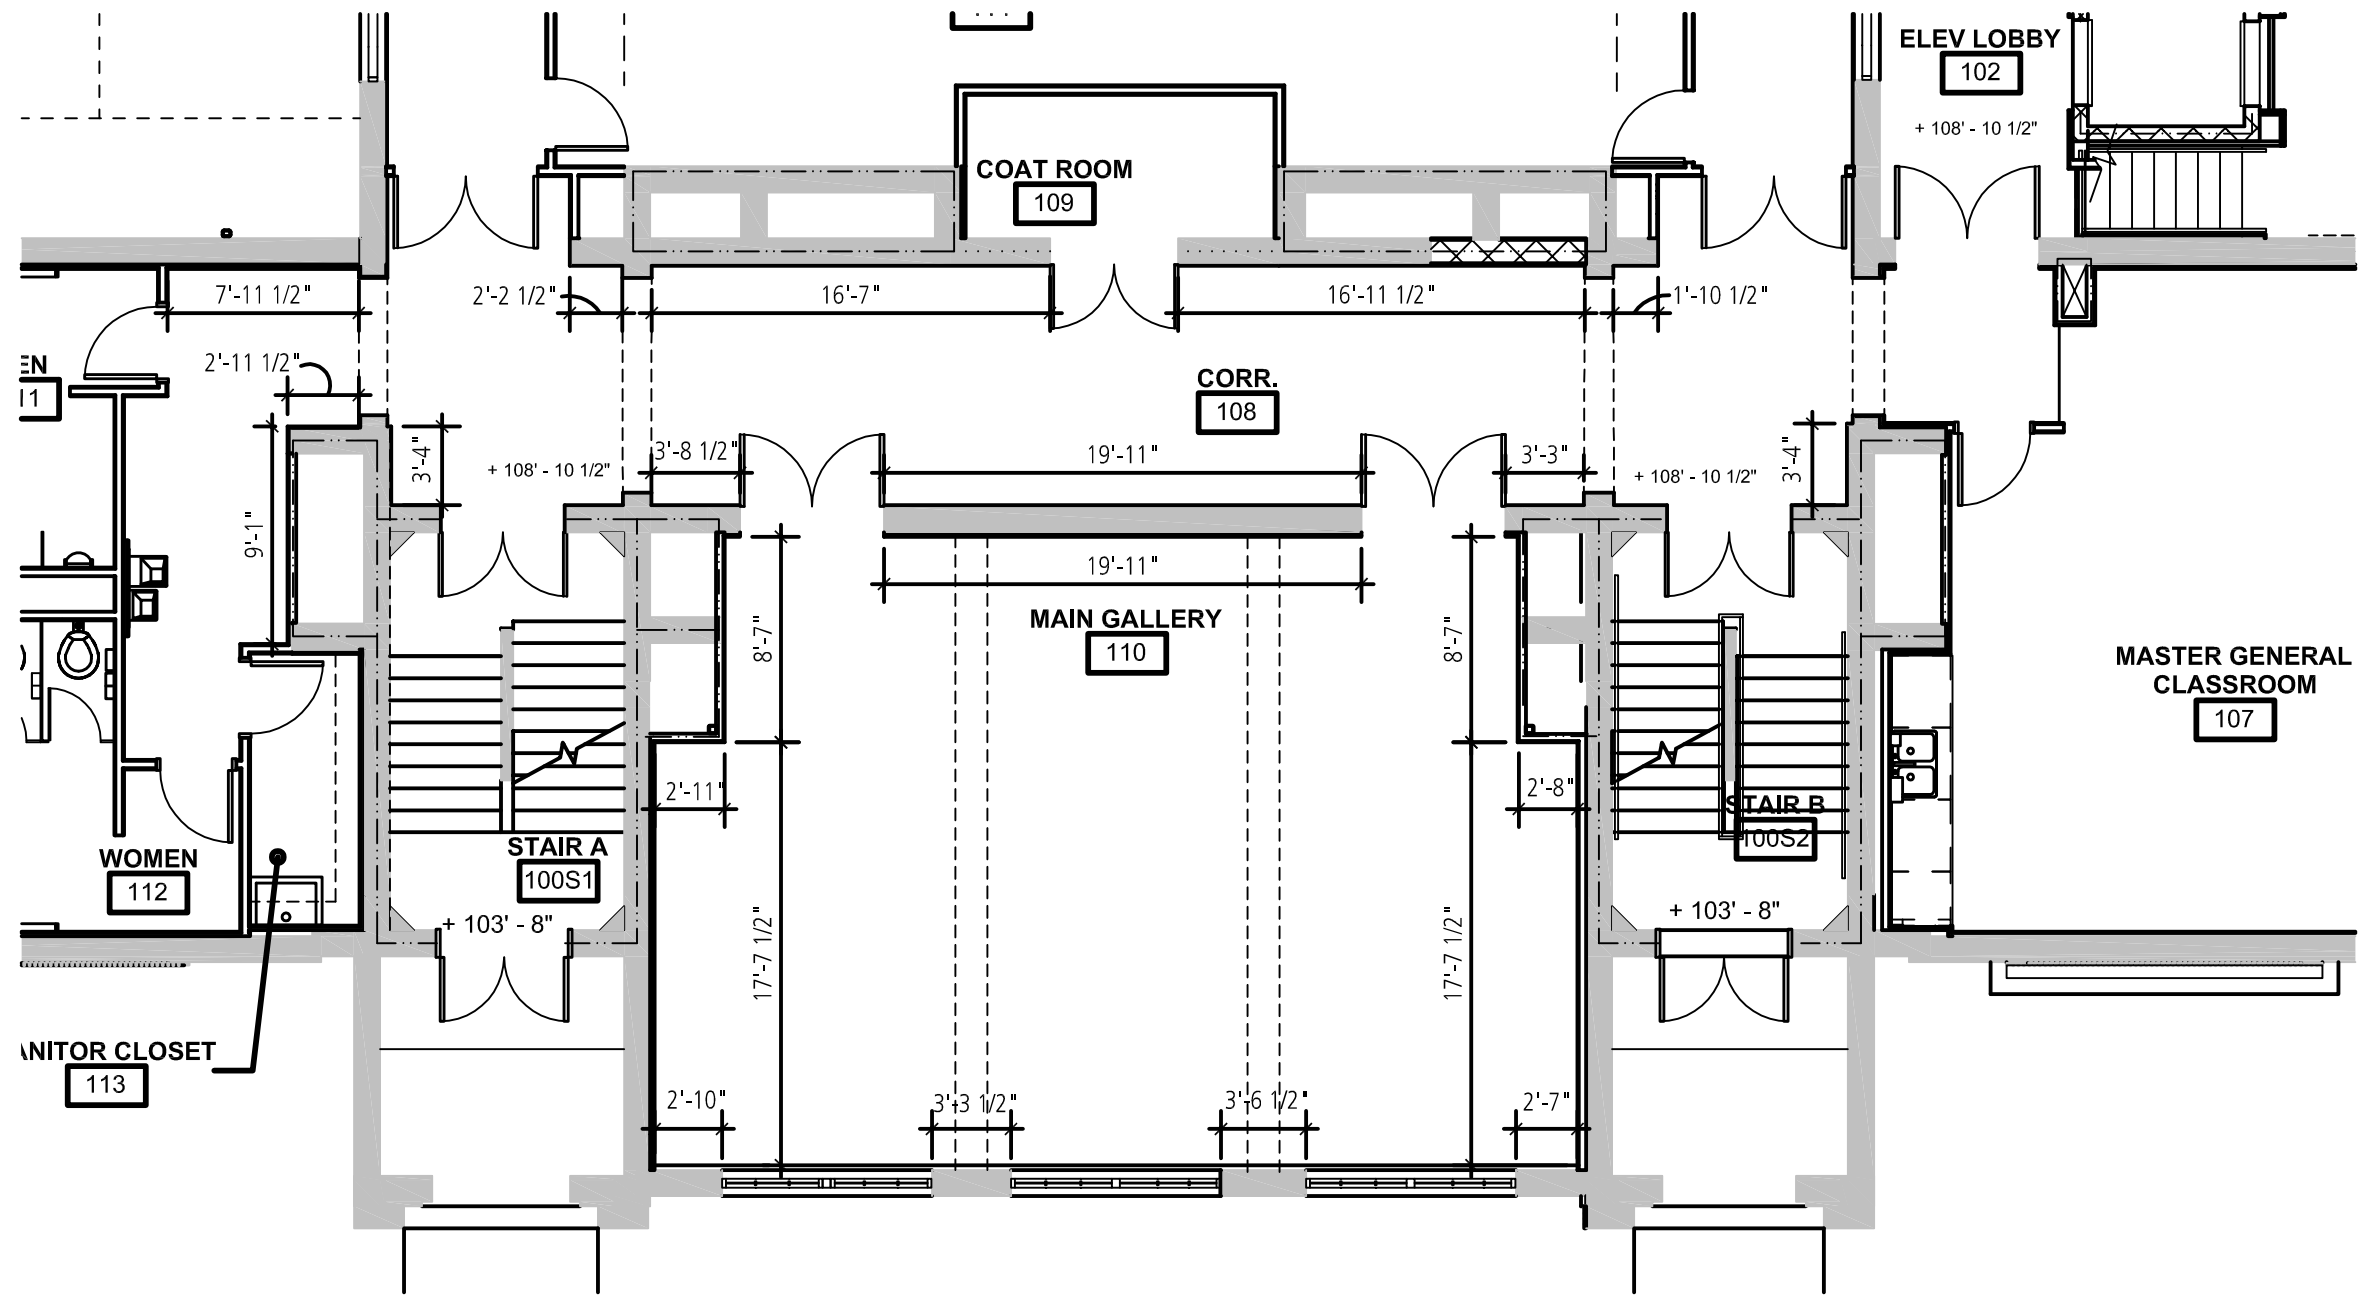 ELEV LOBBY
102
+ 108' - 10 1/2"
COAT ROOM
109
7'-11 1/2"
2'-2 1/2"
16'-7"
16'-11 1/2"
1'-10 1/2"
2'-11 1/2"
EN
11
CORR.
108
3'-4"
+ 108' - 10 1/2"
3'-8 1/2"
19'-11"
3'-3"
+ 108' - 10 1/2"
3'-4"
9'-1"
19'-11"
MAIN GALLERY
110
8'-7"
8'-7"
MASTER GENERAL
CLASSROOM
107
2'-11"
2'-8"
STAIR B
100S2
STAIR A
100S1
WOMEN
112
+ 103' - 8"
+ 103' - 8"
17'-7 1/2"
17'-7 1/2"
ANITOR CLOSET
113
2'-10"
3'-3 1/2"
3'-6 1/2"
2'-7"